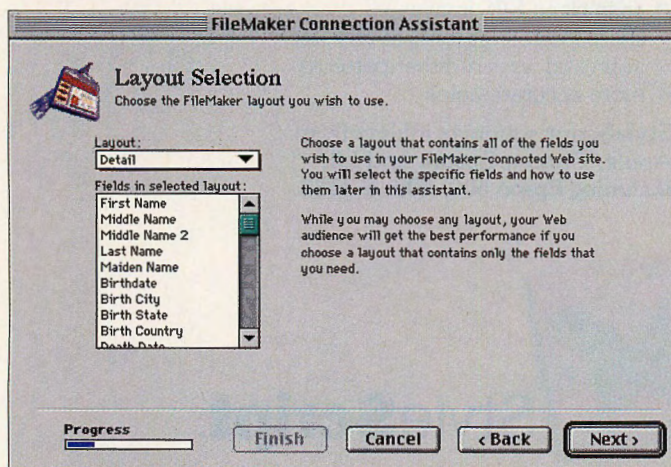 FileMaker Connection Assistant
Layout Selection
Choose the FileMaker layout you wish to use.
Layout:
Detail
Fields in selected layout:
First Name
Middle Name
Middle Name 2
Last Name
Maiden Name
Birthdate
Birth City
Birth State
Birth Country
Death Date
Choose a layout that contains all of the fields you
wish to use in your FileMaker-connected Web site.
You will select the specific fields and how to use
them later in this assistant.
While you may choose any layout, your Web
audience will get the best performance if you
choose a layout that contains only the fields that
you need.
Progress
Finish
Cancel
‹ Back
Next ›